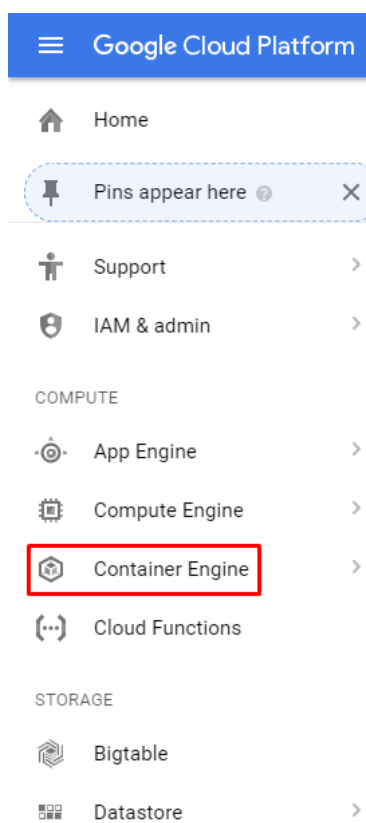 Google Cloud Platform
Home
Pins appear here
Support
IAM & admin
COMPUTE
App Engine
Compute Engine
Container Engine
Cloud Functions
STORAGE
Bigtable
Datastore